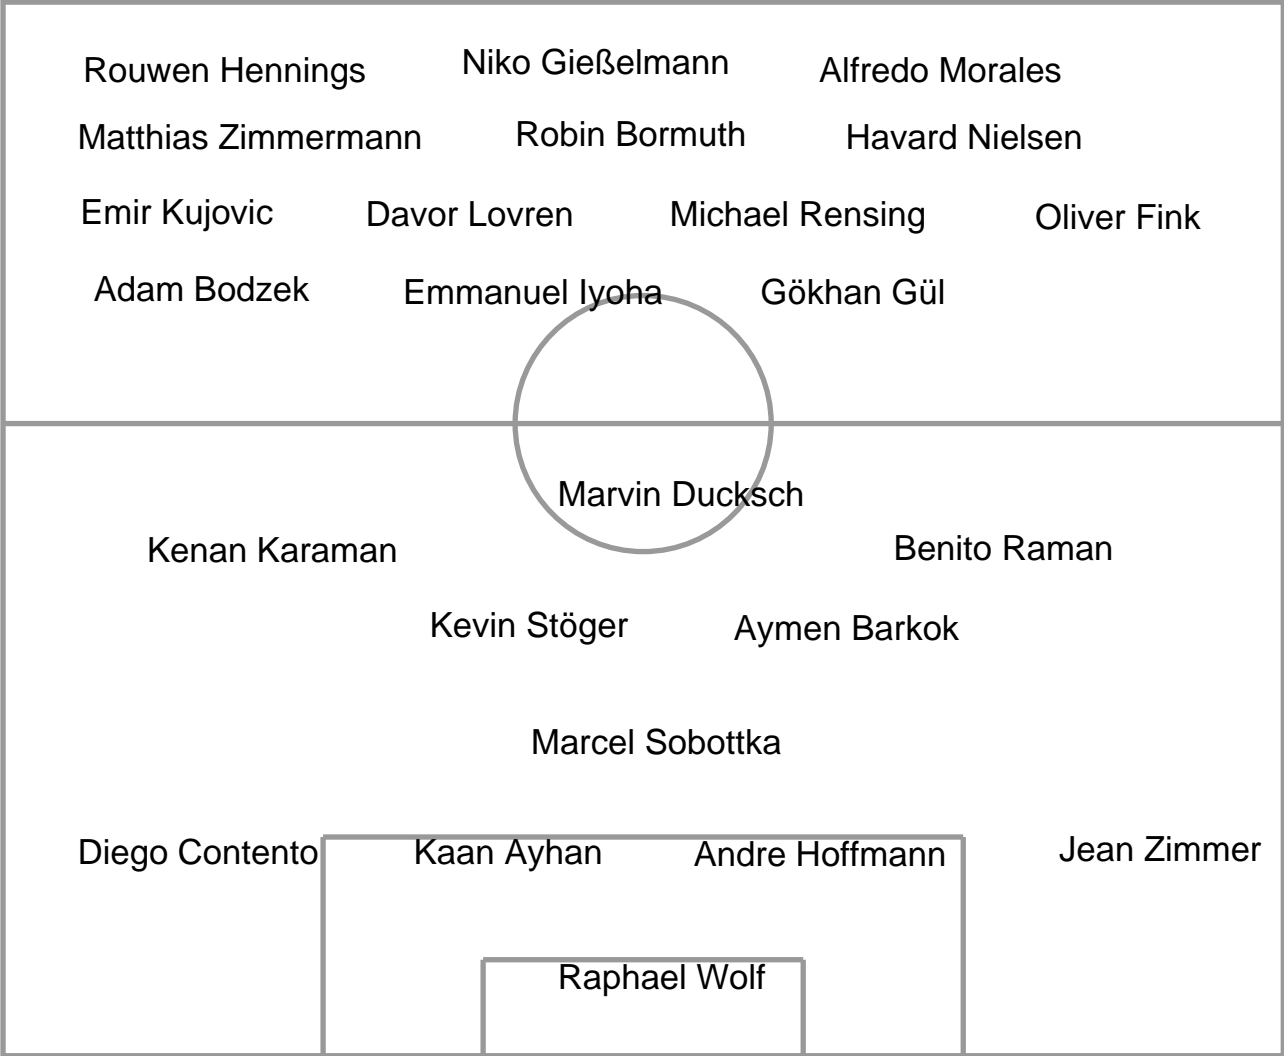 Rouwen Hennings Niko Gießelmann Alfredo Morales
Matthias Zimmermann Robin Bormuth Havard Nielsen
Emir Kujovic Davor Lovren Michael Rensing Oliver Fink
Adam Bodzek Emmanuel Iyoha Gökhan Gül
Marvin Ducksch
Kenan Karaman Benito Raman
Kevin Stöger Aymen Barkok
Marcel Sobottka
Diego Contento Kaan Ayhan Andre Hoffmann Jean Zimmer
Raphael Wolf